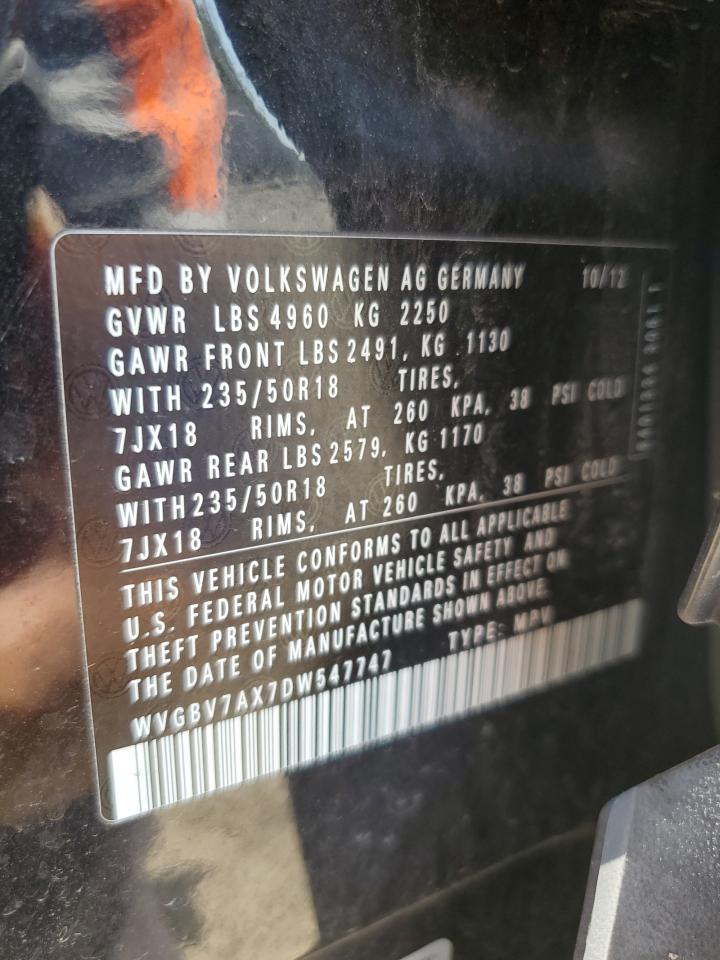 MFD BY VOLKSWAGEN AG GERMANY 10/12
GVWR LBS 4960 KG 2250
GAWR FRONT LBS 2491, KG 1130
WITH 235/50R18 TIRES,
7JX18 RIMS, AT 260 KPA, 38 PSI COLD
GAWR REAR LBS 2579, KG 1170
WITH 235/50R18 TIRES,
7JX18 RIMS, AT 260 KPA, 38 PSI COLD
THIS VEHICLE CONFORMS TO ALL APPLICABLE
U.S. FEDERAL MOTOR VEHICLE SAFETY AND
THEFT PREVENTION STANDARDS IN EFFECT ON
THE DATE OF MANUFACTURE SHOWN ABOVE.
WVGBV7AX7DW547747 TYPE: MPV